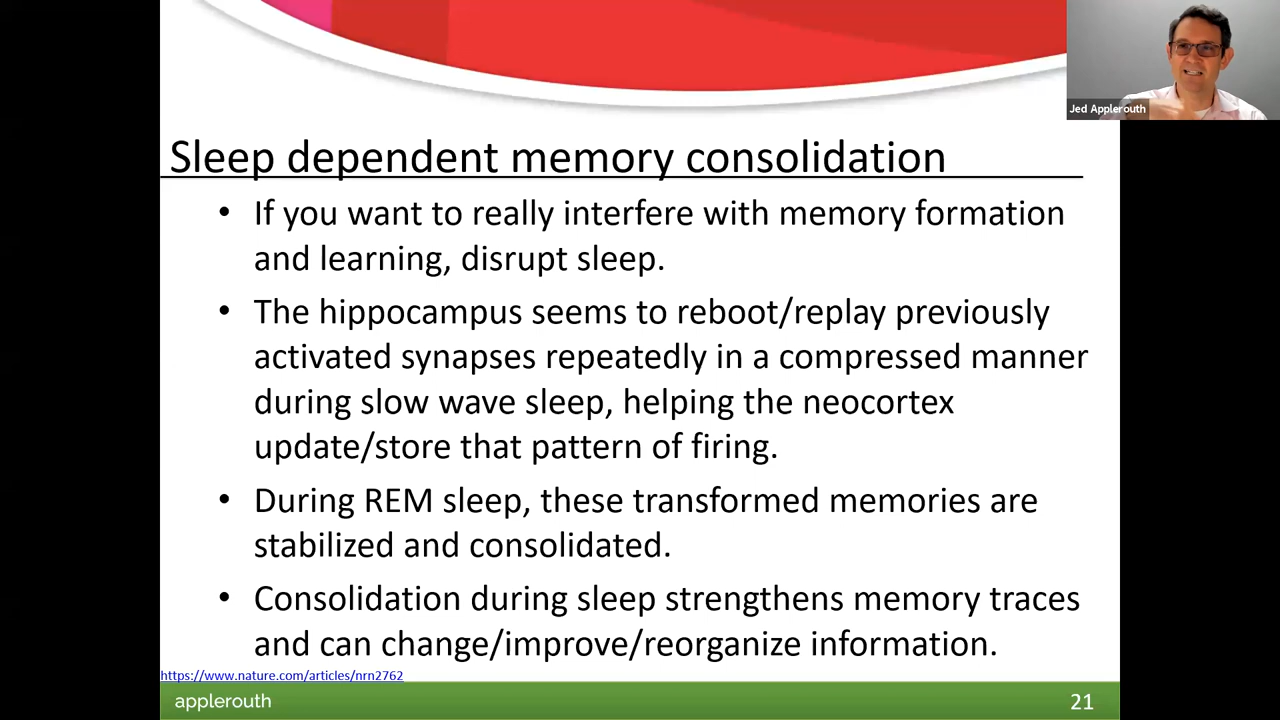 Jed Applerouth
Sleep dependent memory consolidation
• If you want to really interfere with memory formation
and learning, disrupt sleep.
• The hippocampus seems to reboot/replay previously
activated synapses repeatedly in a compressed manner
during slow wave sleep, helping the neocortex
update/store that pattern of firing.
• During REM sleep, these transformed memories are
stabilized and consolidated.
• Consolidation during sleep strengthens memory traces
and can change/improve/reorganize information.
https://www.nature.com/articles/nrn2762
applerouth
21